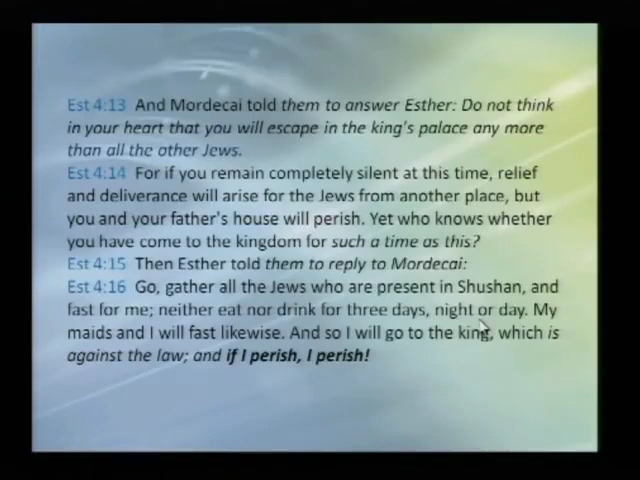 Est 4:13 And Mordecai told them to answer Esther: Do not think
in your heart that you will escape in the king's palace any more
than all the other Jews.
Est 4:14 For if you remain completely silent at this time, relief
and deliverance will arise for the Jews from another place, but
you and your father's house will perish. Yet who knows whether
you have come to the kingdom for such a time as this?
Est 4:15 Then Esther told them to reply to Mordecai:
Est 4:16 Go, gather all the Jews who are present in Shushan, and
fast for me; neither eat nor drink for three days, night or day. My
maids and I will fast likewise. And so I will go to the king, which is
against the law; and if I perish, I perish!